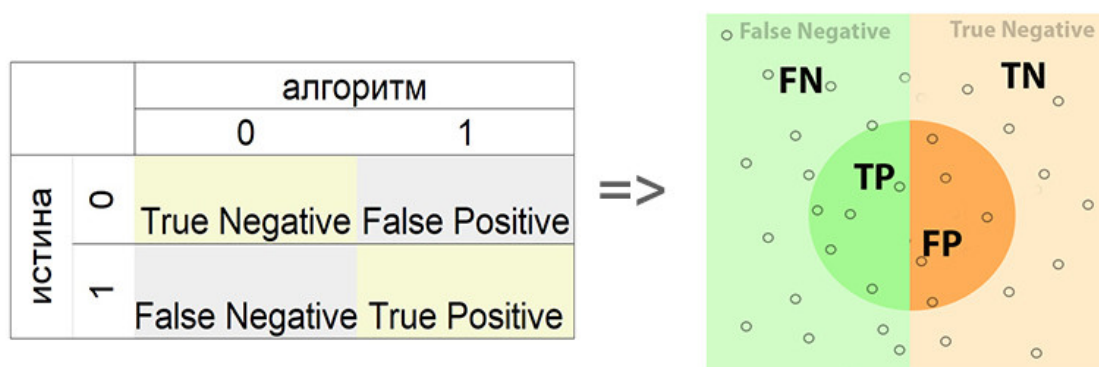 алгоритм
0 1
истина
0
True Negative False Positive
1
False Negative True Positive
=>
False Negative True Negative
FN TN
TP
FP